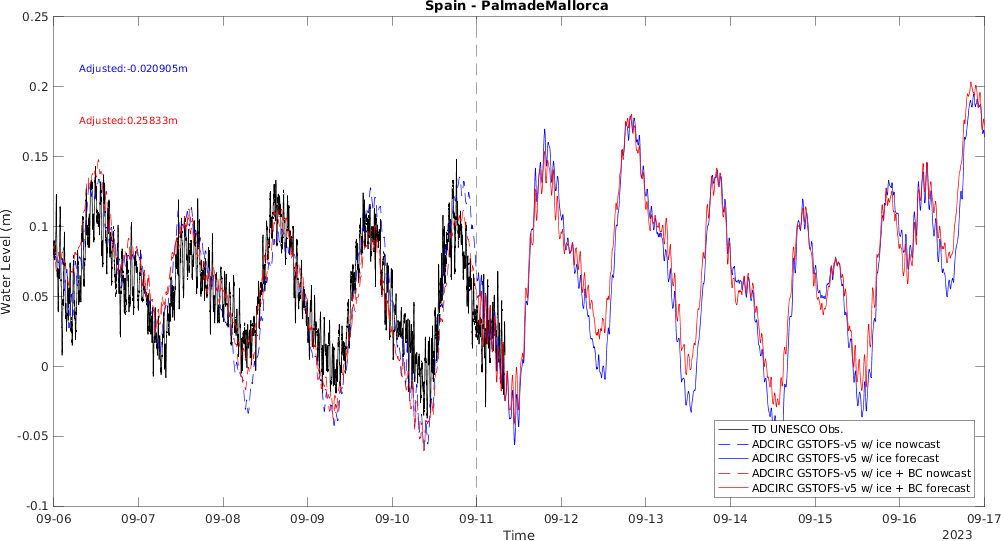 Spain - PalmadeMallorca
0.25
0.2
0.15
0.1
0.05
0
-0.05
-0.1
Water Level (m)
Adjusted:-0.020905m
Adjusted:0.25833m
TD UNESCO Obs.
ADCIRC GSTOFS-v5 w/ ice nowcast
ADCIRC GSTOFS-v5 w/ ice forecast
ADCIRC GSTOFS-v5 w/ ice + BC nowcast
ADCIRC GSTOFS-v5 w/ ice + BC forecast
09-06 09-07 09-08 09-09 09-10 09-11 09-12 09-13 09-14 09-15 09-16 09-17
Time
2023